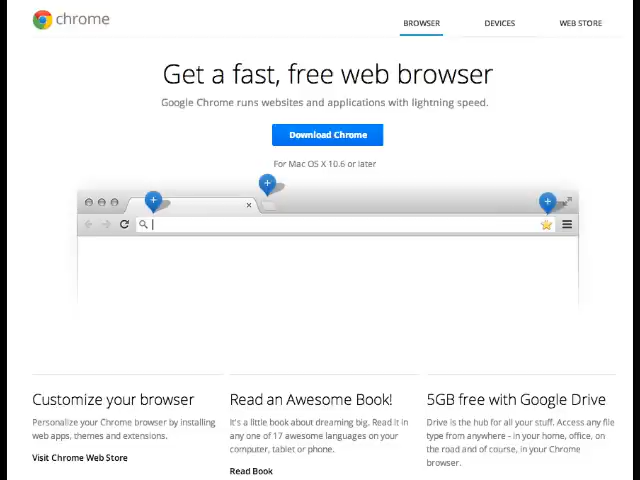 chrome
BROWSER DEVICES WEB STORE
Get a fast, free web browser
Google Chrome runs websites and applications with lightning speed.
Download Chrome
For Mac OS X 10.6 or later
Customize your browser
Personalize your Chrome browser by installing
web apps, themes and extensions.
Visit Chrome Web Store
Read an Awesome Book!
It's a little book about dreaming big. Read it in
any one of 17 awesome languages on your
computer, tablet or phone.
Read Book
5GB free with Google Drive
Drive is the hub for all your stuff. Access any file
type from anywhere - in your home, office, on
the road and of course, in your Chrome
browser.